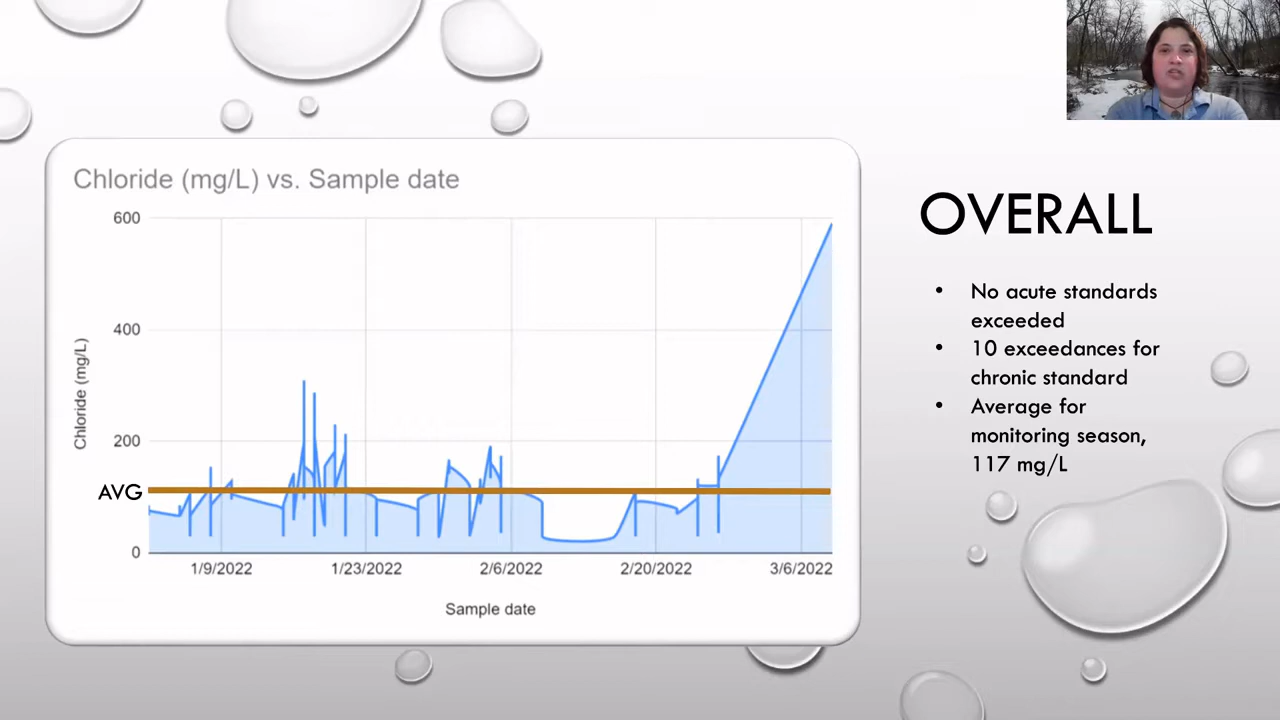 Chloride (mg/L) vs. Sample date
600
400
200
0
Chloride (mg/L)
AVG
1/9/2022
1/23/2022
2/6/2022
2/20/2022
3/6/2022
Sample date
OVERALL
• No acute standards
exceeded
• 10 exceedances for
chronic standard
• Average for
monitoring season,
117 mg/L